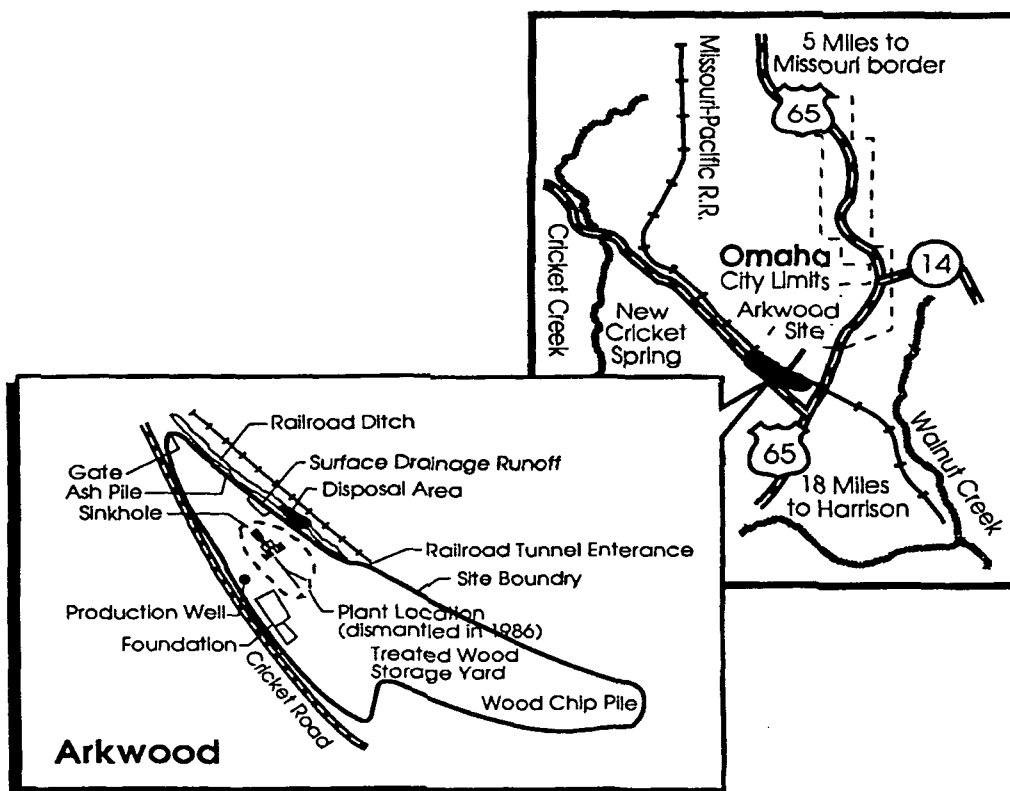 5 Miles to
Missouri border
65
Missouri-Pacific R.R.
Cricket Creek
Omaha
City Limits
14
Arkwood
Site
New
Cricket
Spring
65
18 Miles
to Harrison
Walnut Creek
Railroad Ditch
Gate
Ash Pile
Surface Drainage Runoff
Disposal Area
Sinkhole
Railroad Tunnel Enterance
Site Boundry
Production Well
Plant Location
(dismantled in 1986)
Foundation
Treated Wood
Storage Yard
Cricket Road
Wood Chip Pile
Arkwood